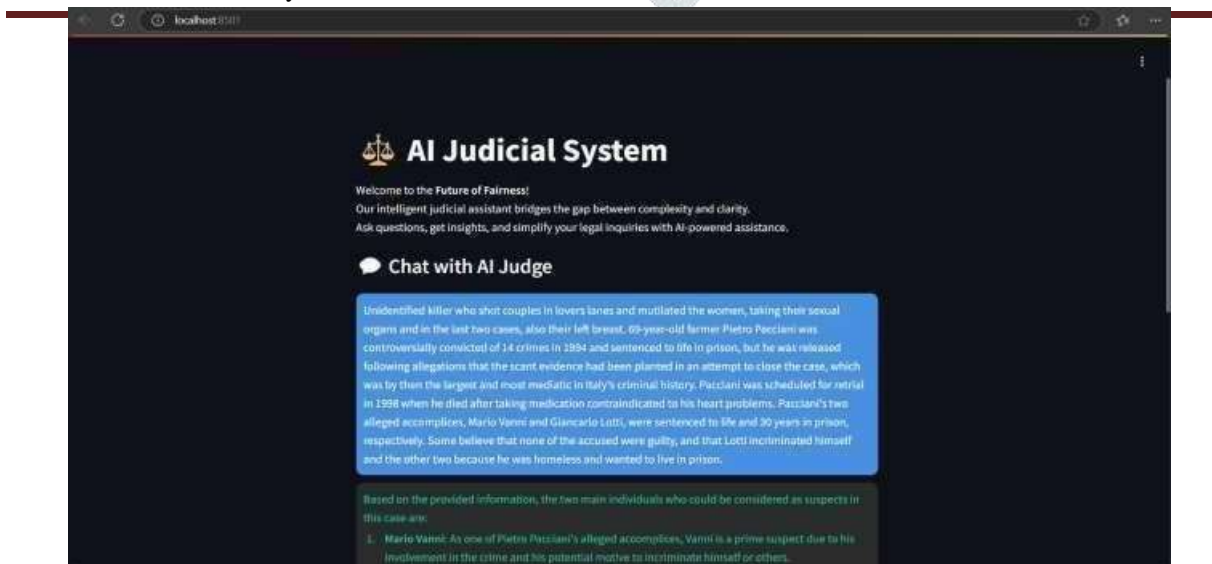 localhost:8501
AI Judicial System
Welcome to the Future of Fairness!
Our intelligent judicial assistant bridges the gap between complexity and clarity.
Ask questions, get insights, and simplify your legal inquiries with AI-powered assistance.
Chat with AI Judge
Unidentified killer who shot couples in lovers lanes and mutilated the women, taking their sexual
organs and in the last two cases, also their left breast. 69-year-old farmer Pietro Pacciani was
controversially convicted of 14 crimes in 1994 and sentenced to life in prison, but he was released
following allegations that the scant evidence had been planted in an attempt to close the case, which
was by then the largest and most mediatic in Italy's criminal history. Pacciani was scheduled for retrial
in 1998 when he died after taking medication contraindicated to his heart problems. Pacciani's two
alleged accomplices, Mario Vanni and Giancarlo Lotti, were sentenced to life and 30 years in prison,
respectively. Some believe that none of the accused were guilty, and that Lotti incriminated himself
and the other two because he was homeless and wanted to live in prison.
Based on the provided information, the two main individuals who could be considered as suspects in
this case are:
1. Mario Vanni: As one of Pietro Pacciani's alleged accomplices, Vanni is a prime suspect due to his
involvement in the crime and his potential motive to incriminate himself or others.